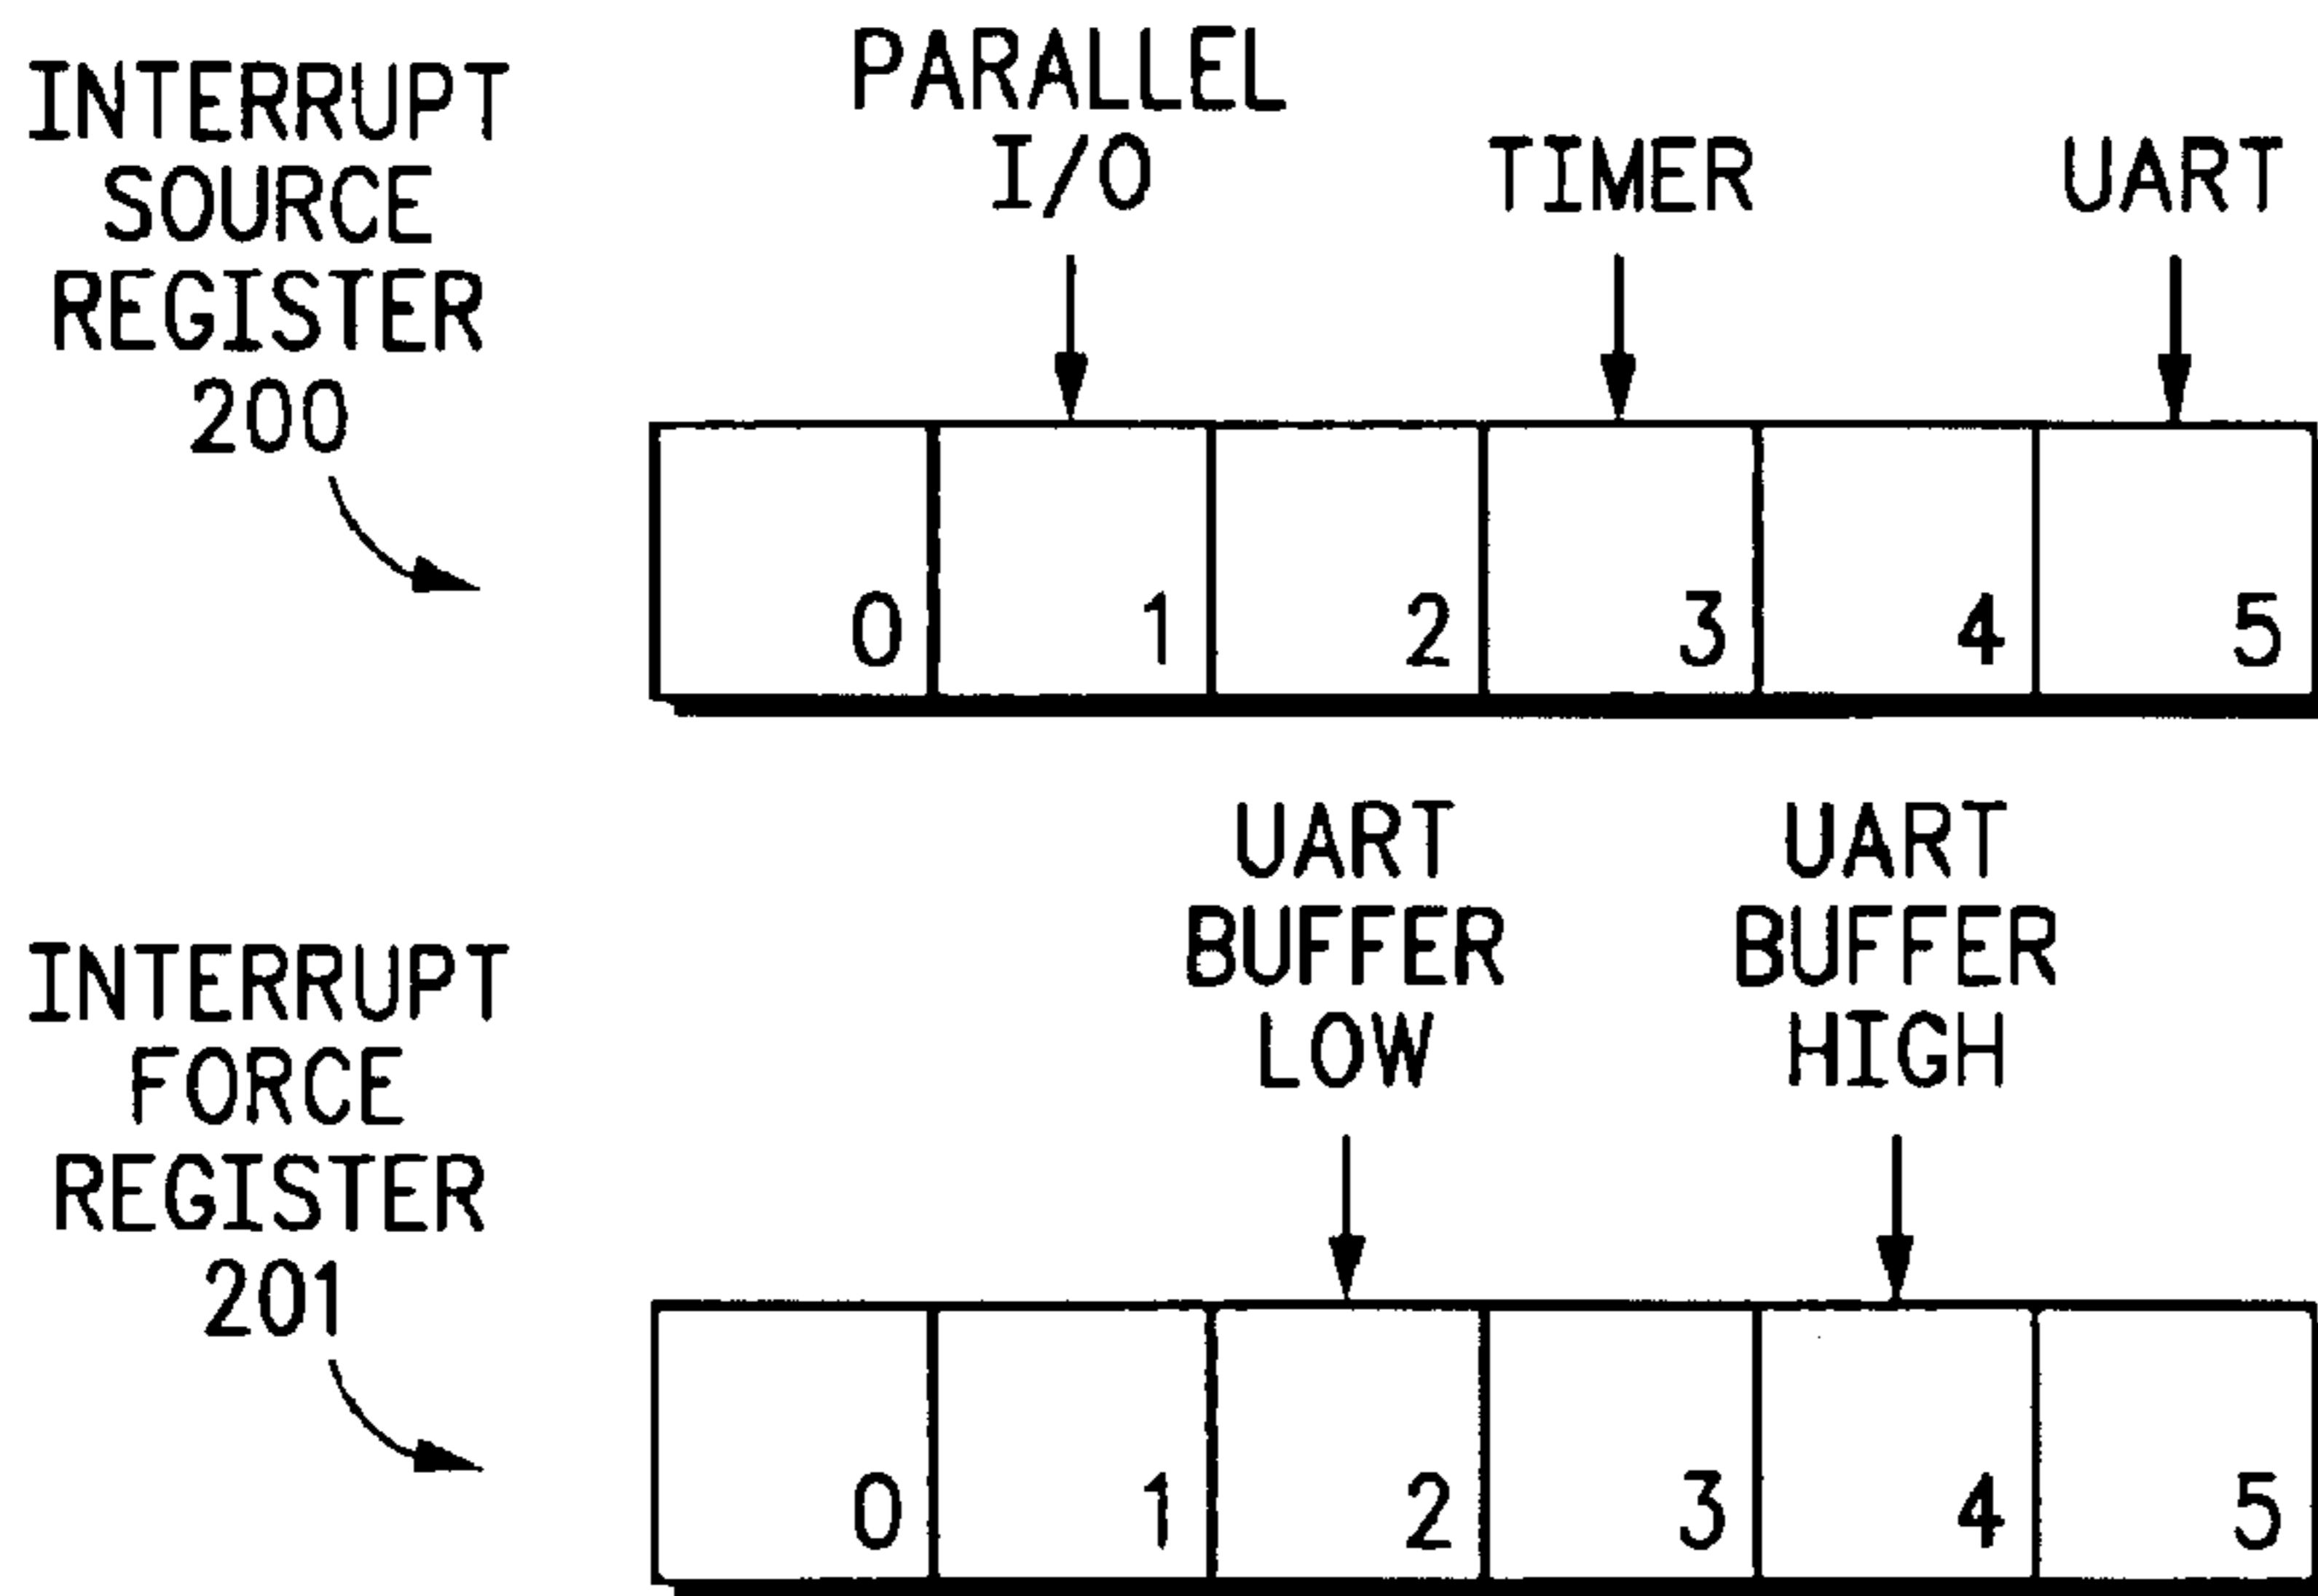 INTERRUPT
SOURCE
REGISTER
200
PARALLEL
I/O
TIMER
UART
0 1 2 3 4 5
INTERRUPT
FORCE
REGISTER
201
UART
BUFFER
LOW
UART
BUFFER
HIGH
0 1 2 3 4 5